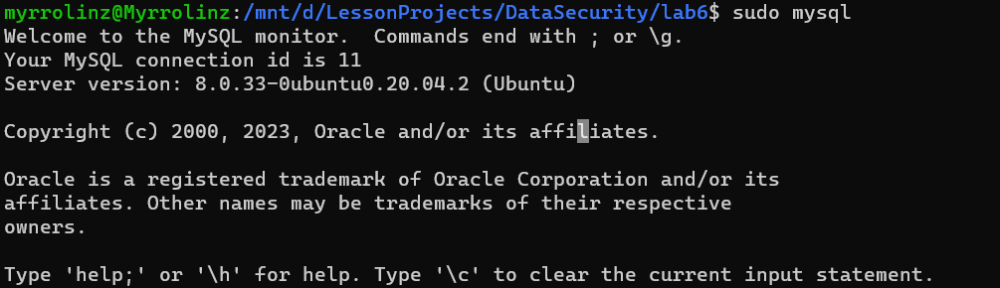 myrrolinz@Myrrolinz:/mnt/d/LessonProjects/DataSecurity/lab6$ sudo mysql
Welcome to the MySQL monitor.  Commands end with ; or \g.
Your MySQL connection id is 11
Server version: 8.0.33-0ubuntu0.20.04.2 (Ubuntu)
Copyright (c) 2000, 2023, Oracle and/or its affiliates.
Oracle is a registered trademark of Oracle Corporation and/or its
affiliates. Other names may be trademarks of their respective
owners.
Type 'help;' or '\h' for help. Type '\c' to clear the current input statement.